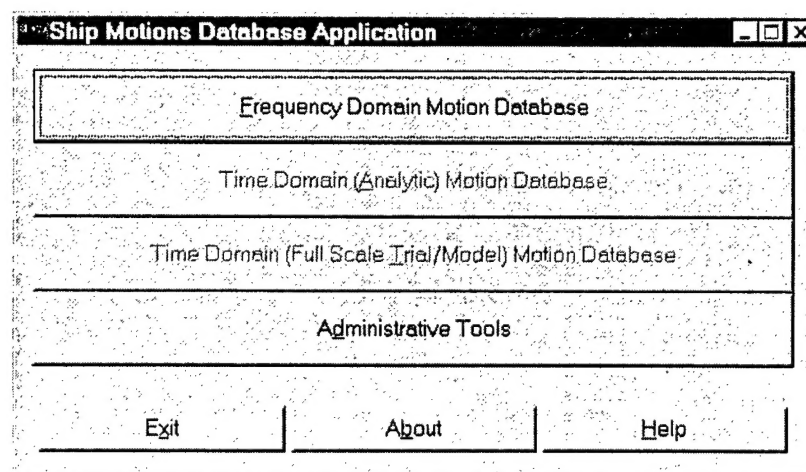 Ship Motions Database Application
Frequency Domain Motion Database
Time Domain (Analytic) Motion Database
Time Domain (Full Scale Trial/Model) Motion Database
Administrative Tools
Exit About Help